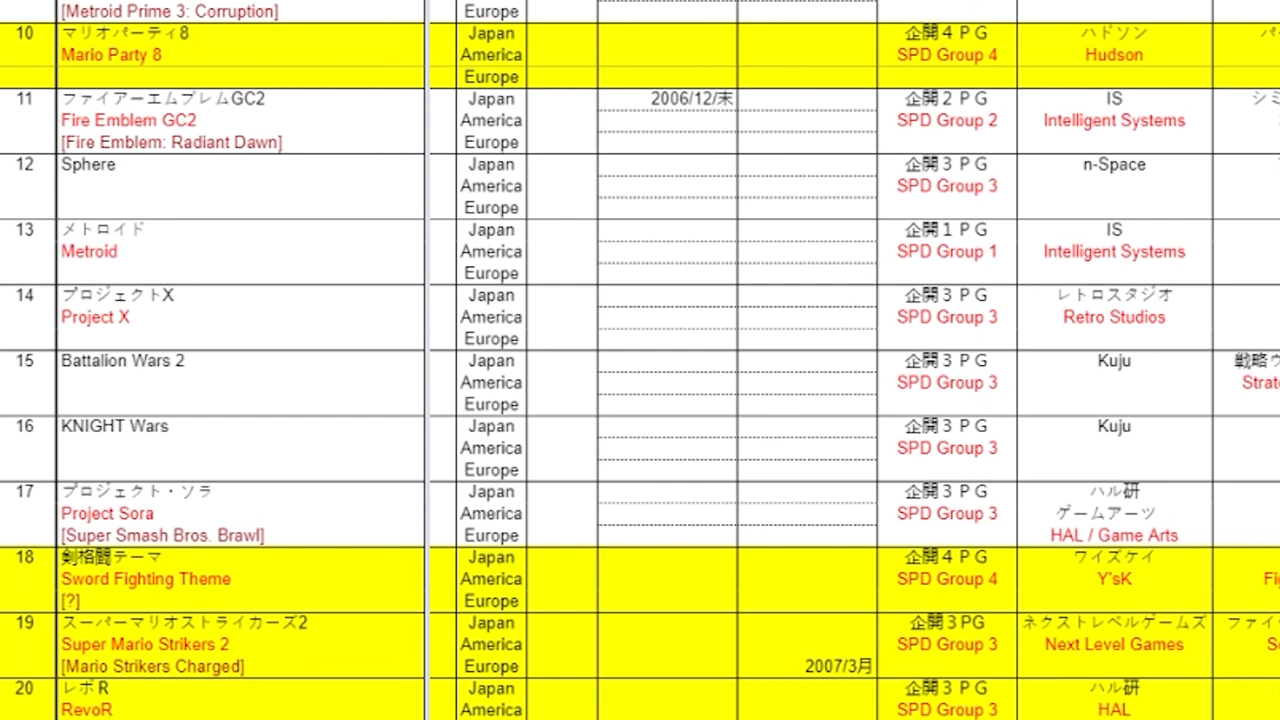 [Metroid Prime 3: Corruption] Europe
10 マリオパーティ8 Japan 企開4PG ハドソン
Mario Party 8 America SPD Group 4 Hudson
Europe
11 ファイアーエムブレムGC2 Japan 2006/12/末 企開2PG IS シミ
Fire Emblem GC2 America SPD Group 2 Intelligent Systems
[Fire Emblem: Radiant Dawn] Europe
12 Sphere Japan 企開3PG n-Space
America SPD Group 3
Europe
13 メトロイド Japan 企開1PG IS
Metroid America SPD Group 1 Intelligent Systems
Europe
14 プロジェクトX Japan 企開3PG レトロスタジオ
Project X America SPD Group 3 Retro Studios
Europe
15 Battalion Wars 2 Japan 企開3PG Kuju 戦略ウ
America SPD Group 3 Strat
Europe
16 KNIGHT Wars Japan 企開3PG Kuju
America SPD Group 3
Europe
17 プロジェクト・ソラ Japan 企開3PG ハル研
Project Sora America SPD Group 3 ゲームアーツ
[Super Smash Bros. Brawl] Europe HAL / Game Arts
18 剣格闘テーマ Japan 企開4PG ワイズケイ
Sword Fighting Theme America SPD Group 4 Y'sK Fig
[?] Europe
19 スーパーマリオストライカーズ2 Japan 企開3PG ネクストレベルゲームズ ファイ
Super Mario Strikers 2 America SPD Group 3 Next Level Games
[Mario Strikers Charged] Europe 2007/3月
20 レボR Japan 企開3PG ハル研
RevoR America SPD Group 3 HAL